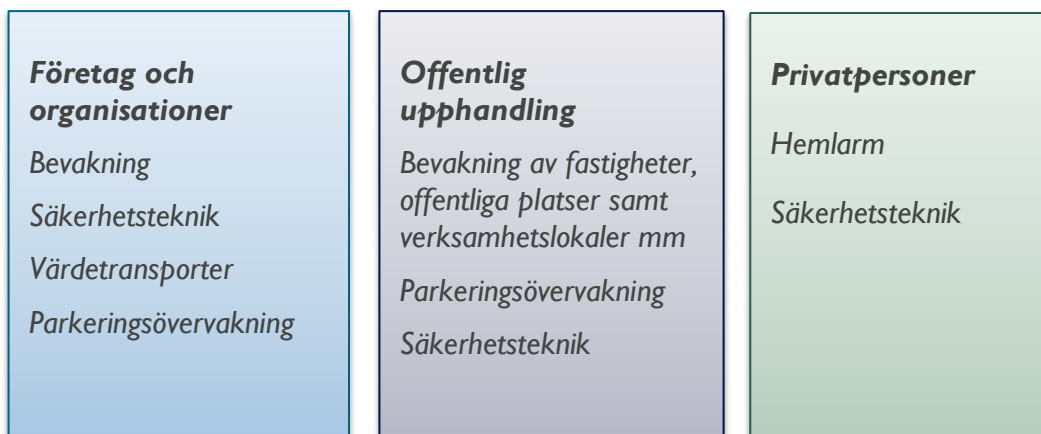 Företag och
organisationer
Bevakning
Säkerhetsteknik
Värdetransporter
Parkeringsövervakning
Offentlig
upphandling
Bevakning av fastigheter,
offentliga platser samt
verksamhetslokaler mm
Parkeringsövervakning
Säkerhetsteknik
Privatpersoner
Hemlarm
Säkerhetsteknik